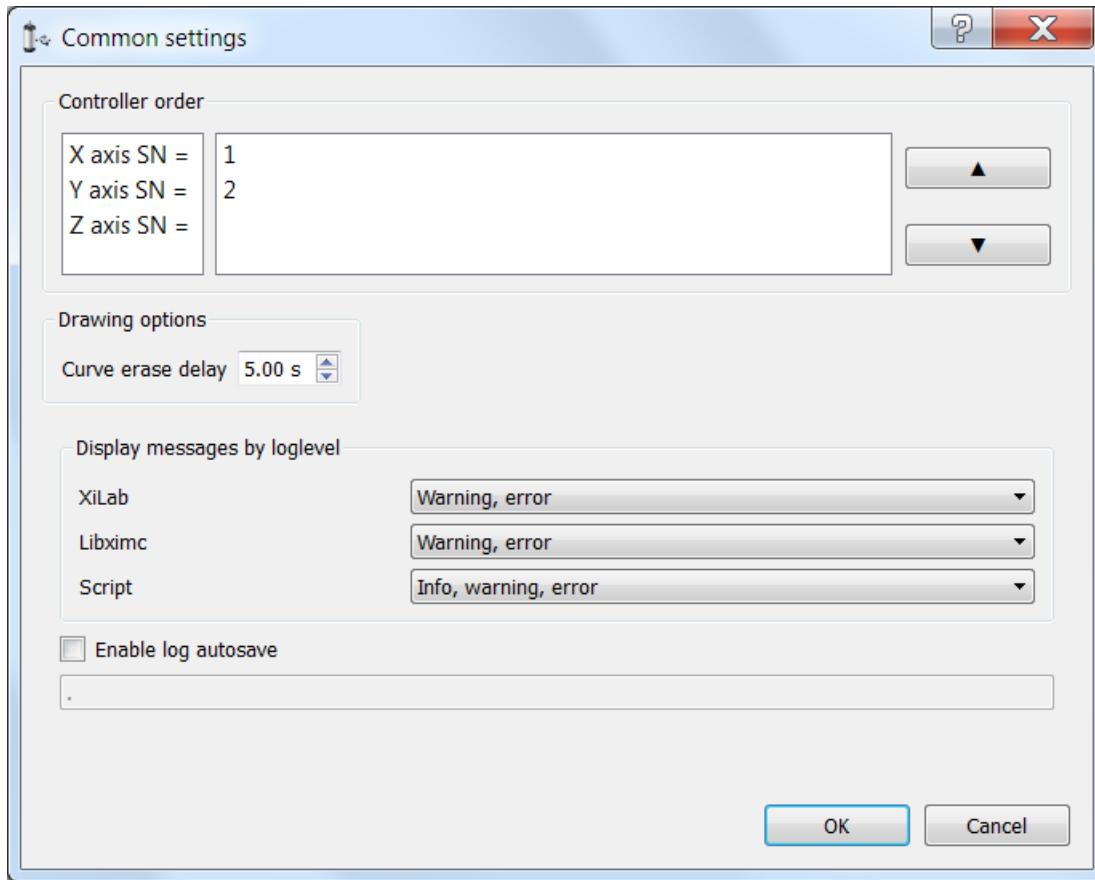 Common settings
Controller order
X axis SN = 1
Y axis SN = 2
Z axis SN =
▲
▼
Drawing options
Curve erase delay 5.00 s
Display messages by loglevel
XiLab Warning, error
Libximc Warning, error
Script Info, warning, error
Enable log autosave
.
OK Cancel